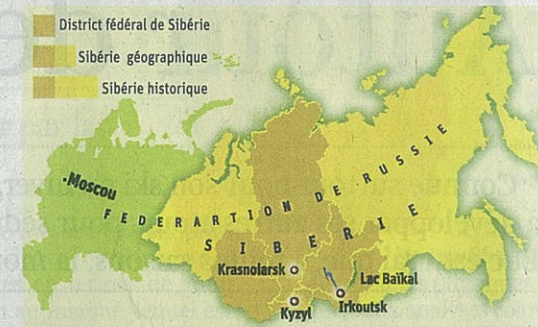 District fédéral de Sibérie
Sibérie géographique
Sibérie historique
Moscou
FEDERARTION DE RUSSIE
SIBERIE
Krasnoïarsk
Lac Baïkal
Kyzyl
Irkoutsk